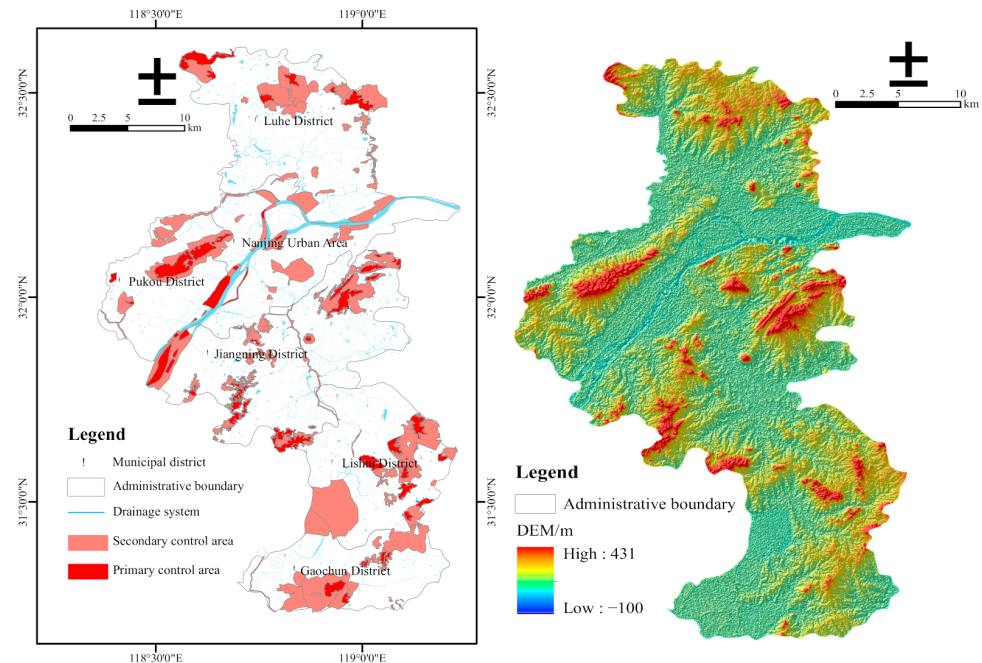 118°30'0"E
119°0'0"E
32°30'0"N
32°0'0"N
31°30'0"N
0 2.5 5 10
km
Luhe District
Nanjing Urban Area
Pukou District
Jiangning District
Lishui District
Gaochun District
Legend
Municipal district
Administrative boundary
Drainage system
Secondary control area
Primary control area
118°30'0"E
119°0'0"E
0 2.5 5 10
km
32°30'0"N
32°0'0"N
31°30'0"N
Legend
Administrative boundary
DEM/m
High : 431
Low : −100